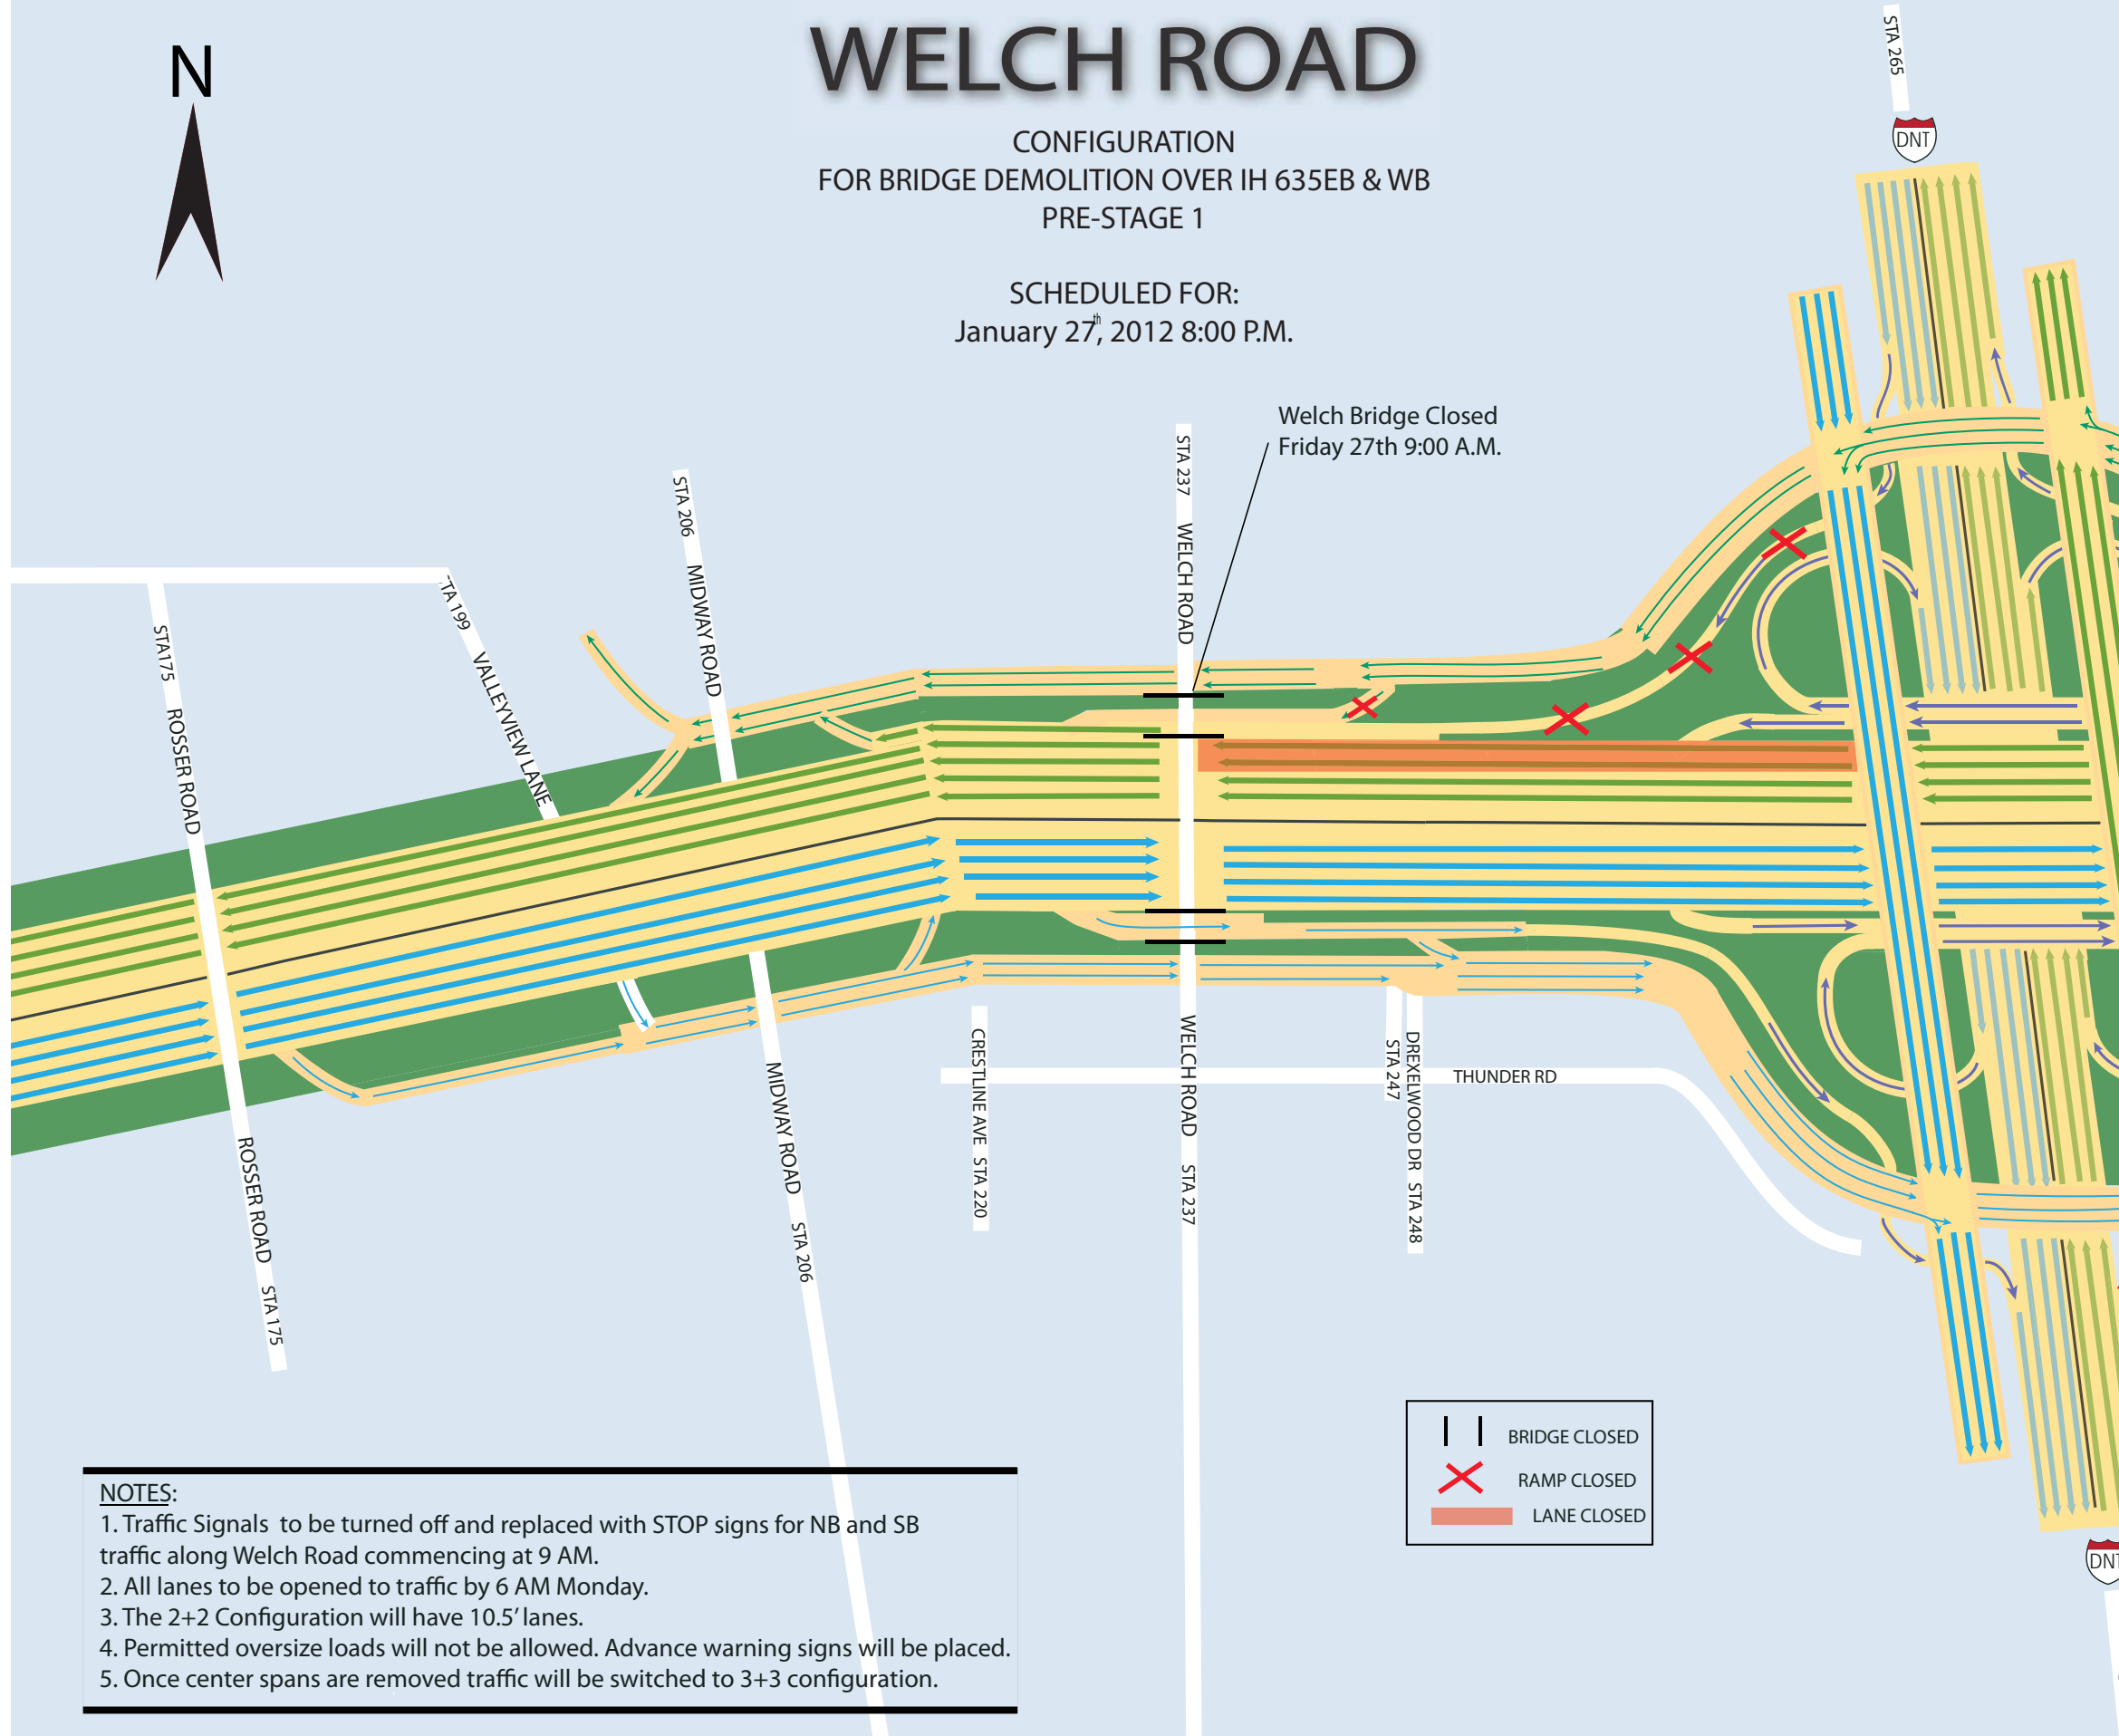 WELCH ROAD
CONFIGURATION
FOR BRIDGE DEMOLITION OVER IH 635EB & WB
PRE-STAGE 1
SCHEDULED FOR:
January 27th, 2012 8:00 P.M.
N
STA 265
DNT
Welch Bridge Closed
Friday 27th 9:00 A.M.
STA 237 WELCH ROAD
STA 206 MIDWAY ROAD
TA 199 VALLEYVIEW LANE
STA175 ROSSER ROAD
ROSSER ROAD STA 175
MIDWAY ROAD STA 206
CRESTLINE AVE STA 220
WELCH ROAD STA 237
STA 247
DREXELWOOD DR STA 248
THUNDER RD
BRIDGE CLOSED
RAMP CLOSED
LANE CLOSED
DNT
NOTES:
1. Traffic Signals to be turned off and replaced with STOP signs for NB and SB
traffic along Welch Road commencing at 9 AM.
2. All lanes to be opened to traffic by 6 AM Monday.
3. The 2+2 Configuration will have 10.5' lanes.
4. Permitted oversize loads will not be allowed. Advance warning signs will be placed.
5. Once center spans are removed traffic will be switched to 3+3 configuration.